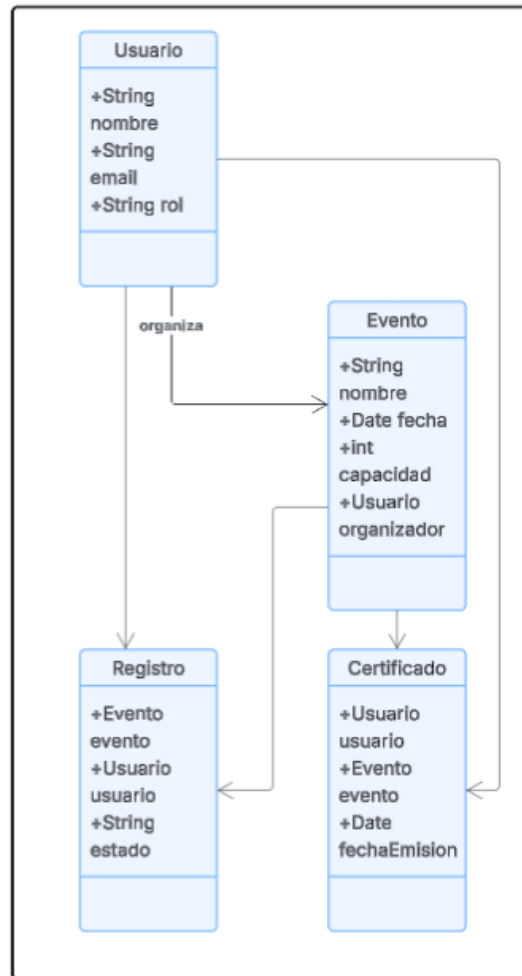 Usuario
+String
nombre
+String
email
+String rol
organiza
Evento
+String
nombre
+Date fecha
+int
capacidad
+Usuario
organizador
Registro
+Evento
evento
+Usuario
usuario
+String
estado
Certificado
+Usuario
usuario
+Evento
evento
+Date
fechaEmision